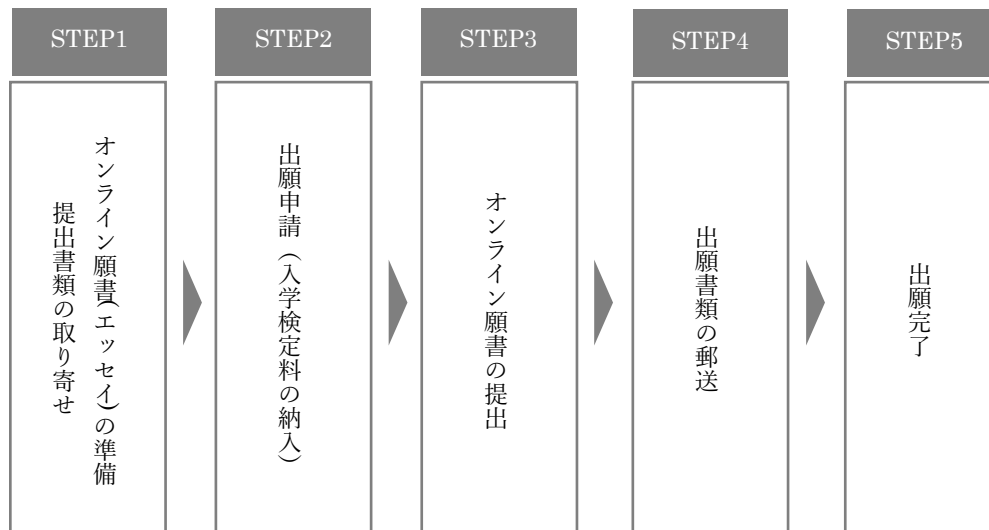 STEP1
オンライン願書(エッセイ)の準備
提出書類の取り寄せ
STEP2
出願申請（入学検定料の納入）
STEP3
オンライン願書の提出
STEP4
出願書類の郵送
STEP5
出願完了